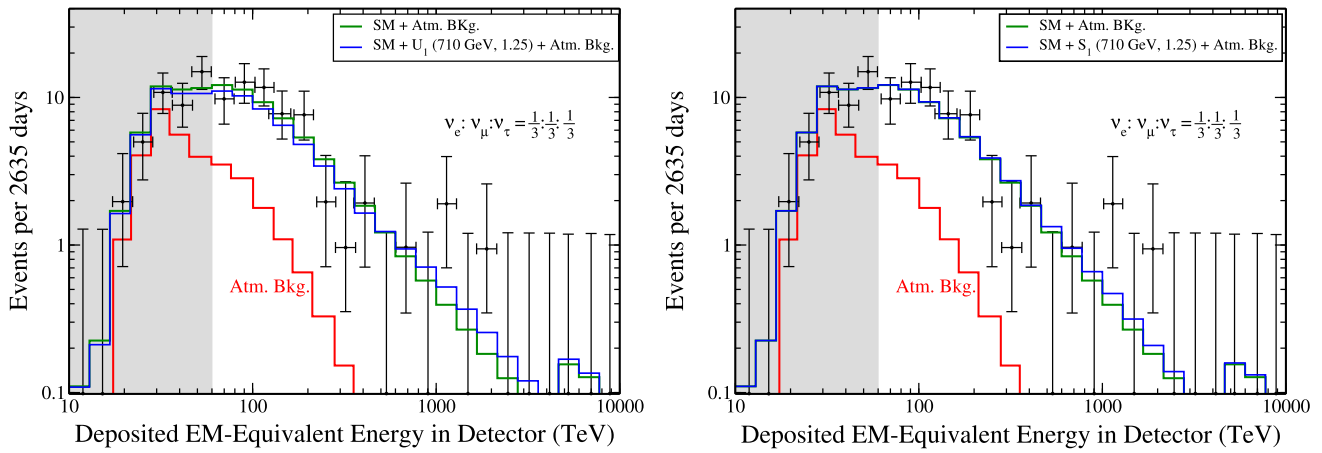 SM + Atm. BKg.
SM + U1 (710 GeV, 1.25) + Atm. Bkg.
νe: νμ:ντ = 1/3:1/3:1/3
Atm. Bkg.
Events per 2635 days
10
1
0.1
10 100 1000 10000
Deposited EM-Equivalent Energy in Detector (TeV)
SM + Atm. BKg.
SM + S1 (710 GeV, 1.25) + Atm. Bkg.
νe: νμ:ντ = 1/3:1/3:1/3
Atm. Bkg.
Events per 2635 days
10
1
0.1
10 100 1000 10000
Deposited EM-Equivalent Energy in Detector (TeV)